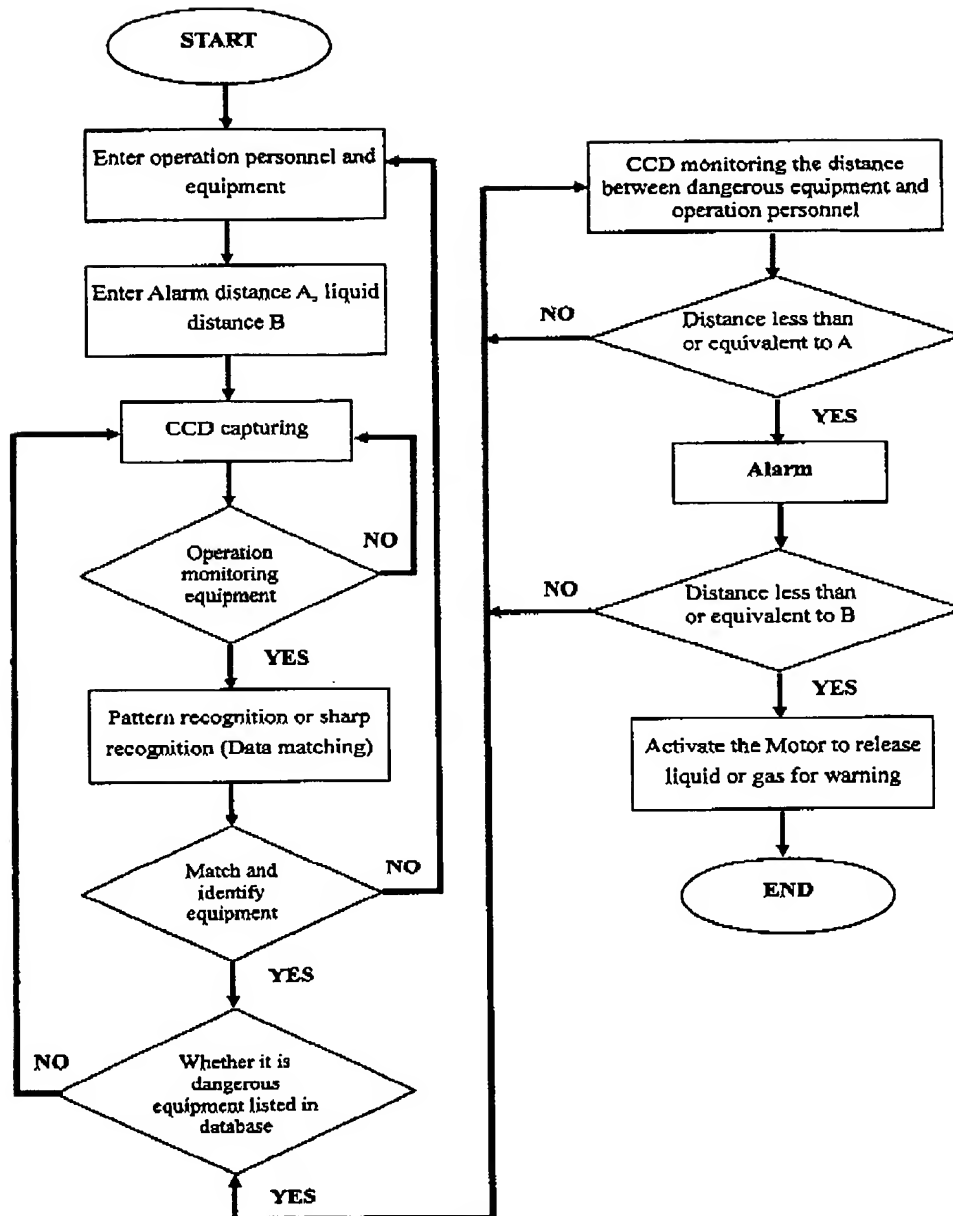 START
Enter operation personnel and
equipment
Enter Alarm distance A, liquid
distance B
CCD capturing
Operation
monitoring
equipment
NO
YES
Pattern recognition or sharp
recognition (Data matching)
Match and
identify
equipment
NO
YES
Whether it is
dangerous
equipment listed in
database
NO
YES
CCD monitoring the distance
between dangerous equipment and
operation personnel
Distance less than
or equivalent to A
NO
YES
Alarm
Distance less than
or equivalent to B
NO
YES
Activate the Motor to release
liquid or gas for warning
END